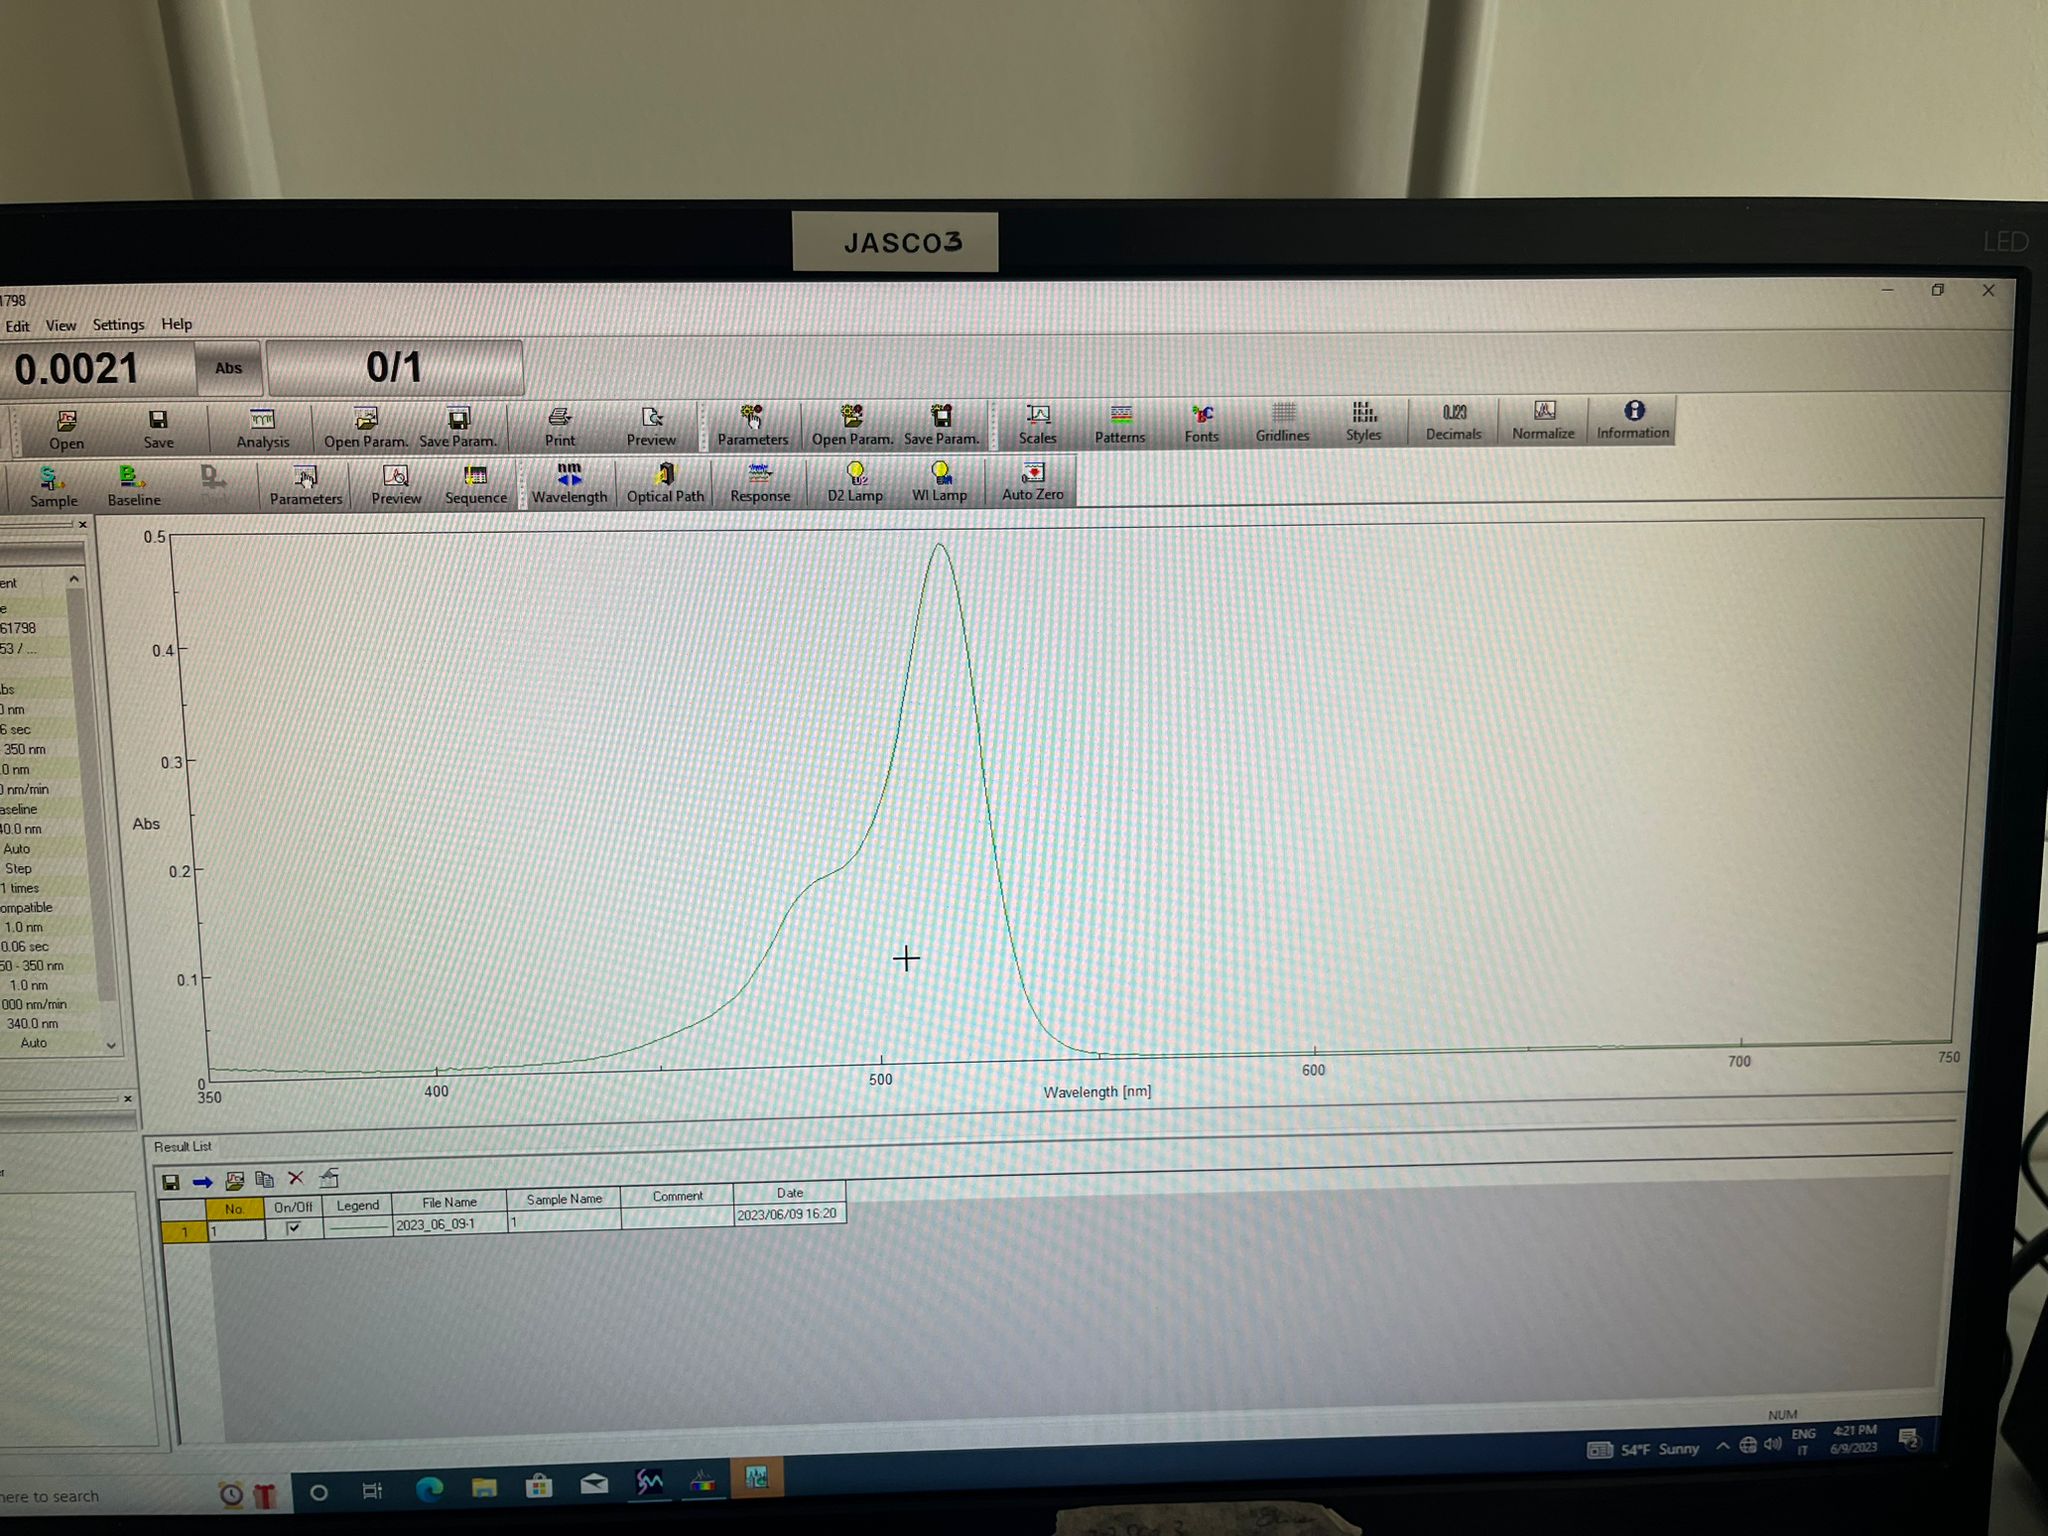 JASCO3
LED
1798
Edit View Settings Help
0.0021 Abs 0/1
Open Save Analysis Open Param. Save Param. Print Preview Parameters Open Param. Save Param. Scales Patterns Fonts Gridlines Styles Decimals Normalize Information
Sample Baseline Parameters Preview Sequence Wavelength Optical Path Response D2 Lamp WI Lamp Auto Zero
ent
e
61798
53 / ...
bs
0 nm
6 sec
350 nm
.0 nm
0 nm/min
aseline
40.0 nm
Auto
Step
1 times
ompatible
1.0 nm
0.06 sec
50 - 350 nm
1.0 nm
000 nm/min
340.0 nm
Auto
0.5
0.4
0.3
Abs
0.2
0.1
0
350 400 500 600 700 750
Wavelength [nm]
Result List
No. On/Off Legend File Name Sample Name Comment Date
1 1 2023_06_09-1 1 2023/06/09 16:20
NUM
here to search
54°F Sunny ENG IT 4:21 PM 6/9/2023 2